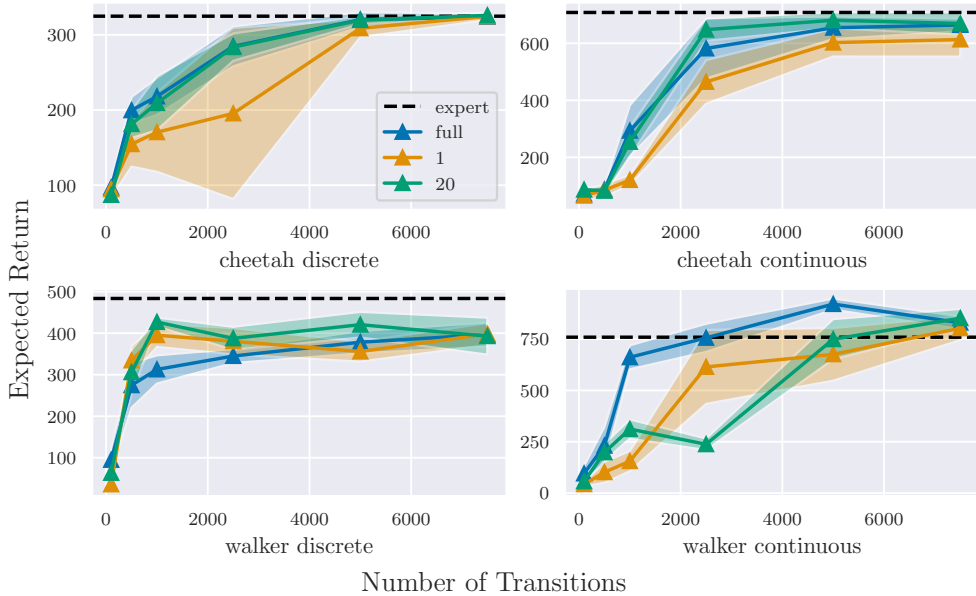 300
200
100
expert
full
1
20
0 2000 4000 6000
cheetah discrete
600
400
200
0 2000 4000 6000
cheetah continuous
Expected Return
500
400
300
200
100
0 2000 4000 6000
walker discrete
750
500
250
0
0 2000 4000 6000
walker continuous
Number of Transitions